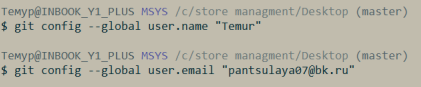 Темур@INBOOK_Y1_PLUS MSYS /c/store managment/Desktop (master)
$ git config --global user.name "Temur"
Темур@INBOOK_Y1_PLUS MSYS /c/store managment/Desktop (master)
$ git config --global user.email "pantsulaya07@bk.ru"